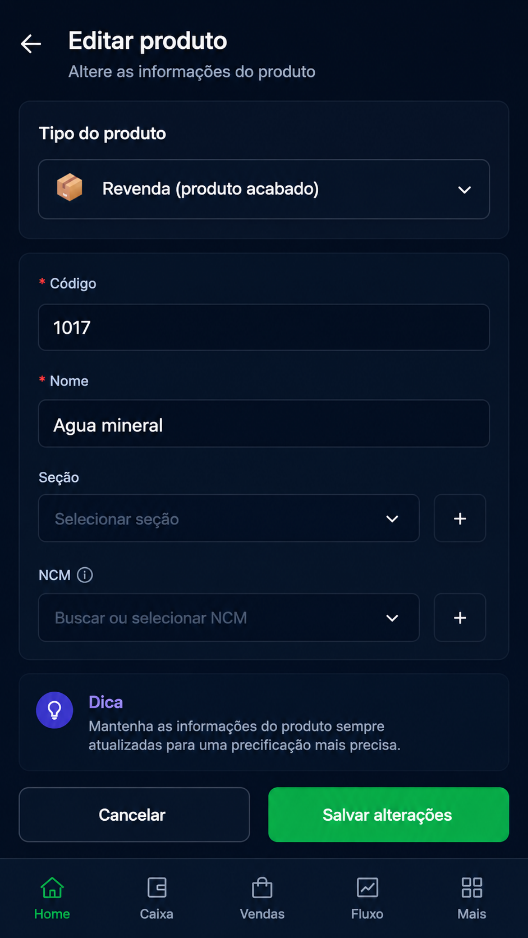 Editar produto
Altere as informações do produto
Tipo do produto
Revenda (produto acabado)
* Código
1017
* Nome
Agua mineral
Seção
Selecionar seção
NCM
Buscar ou selecionar NCM
Dica
Mantenha as informações do produto sempre
atualizadas para uma precificação mais precisa.
Cancelar
Salvar alterações
Home
Caixa
Vendas
Fluxo
Mais